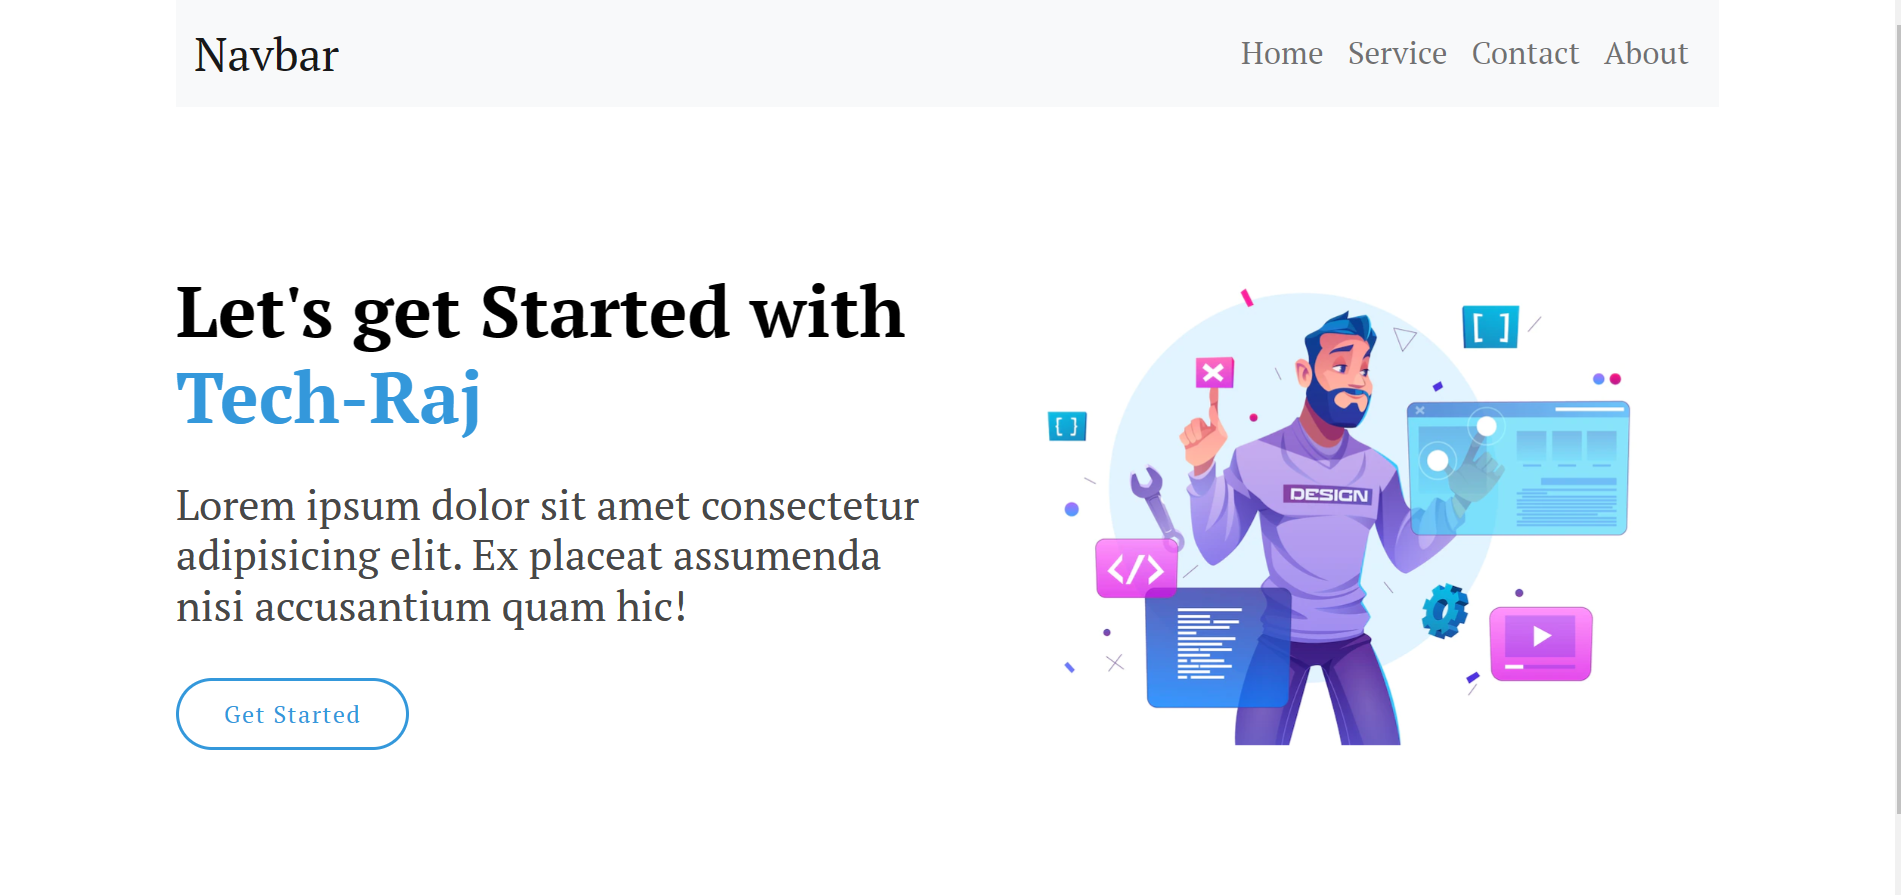 Navbar
Home Service Contact About
Let's get Started with
Tech-Raj
Lorem ipsum dolor sit amet consectetur
adipisicing elit. Ex placeat assumenda
nisi accusantium quam hic!
Get Started
[ ]
{ }
DESIGN
</>